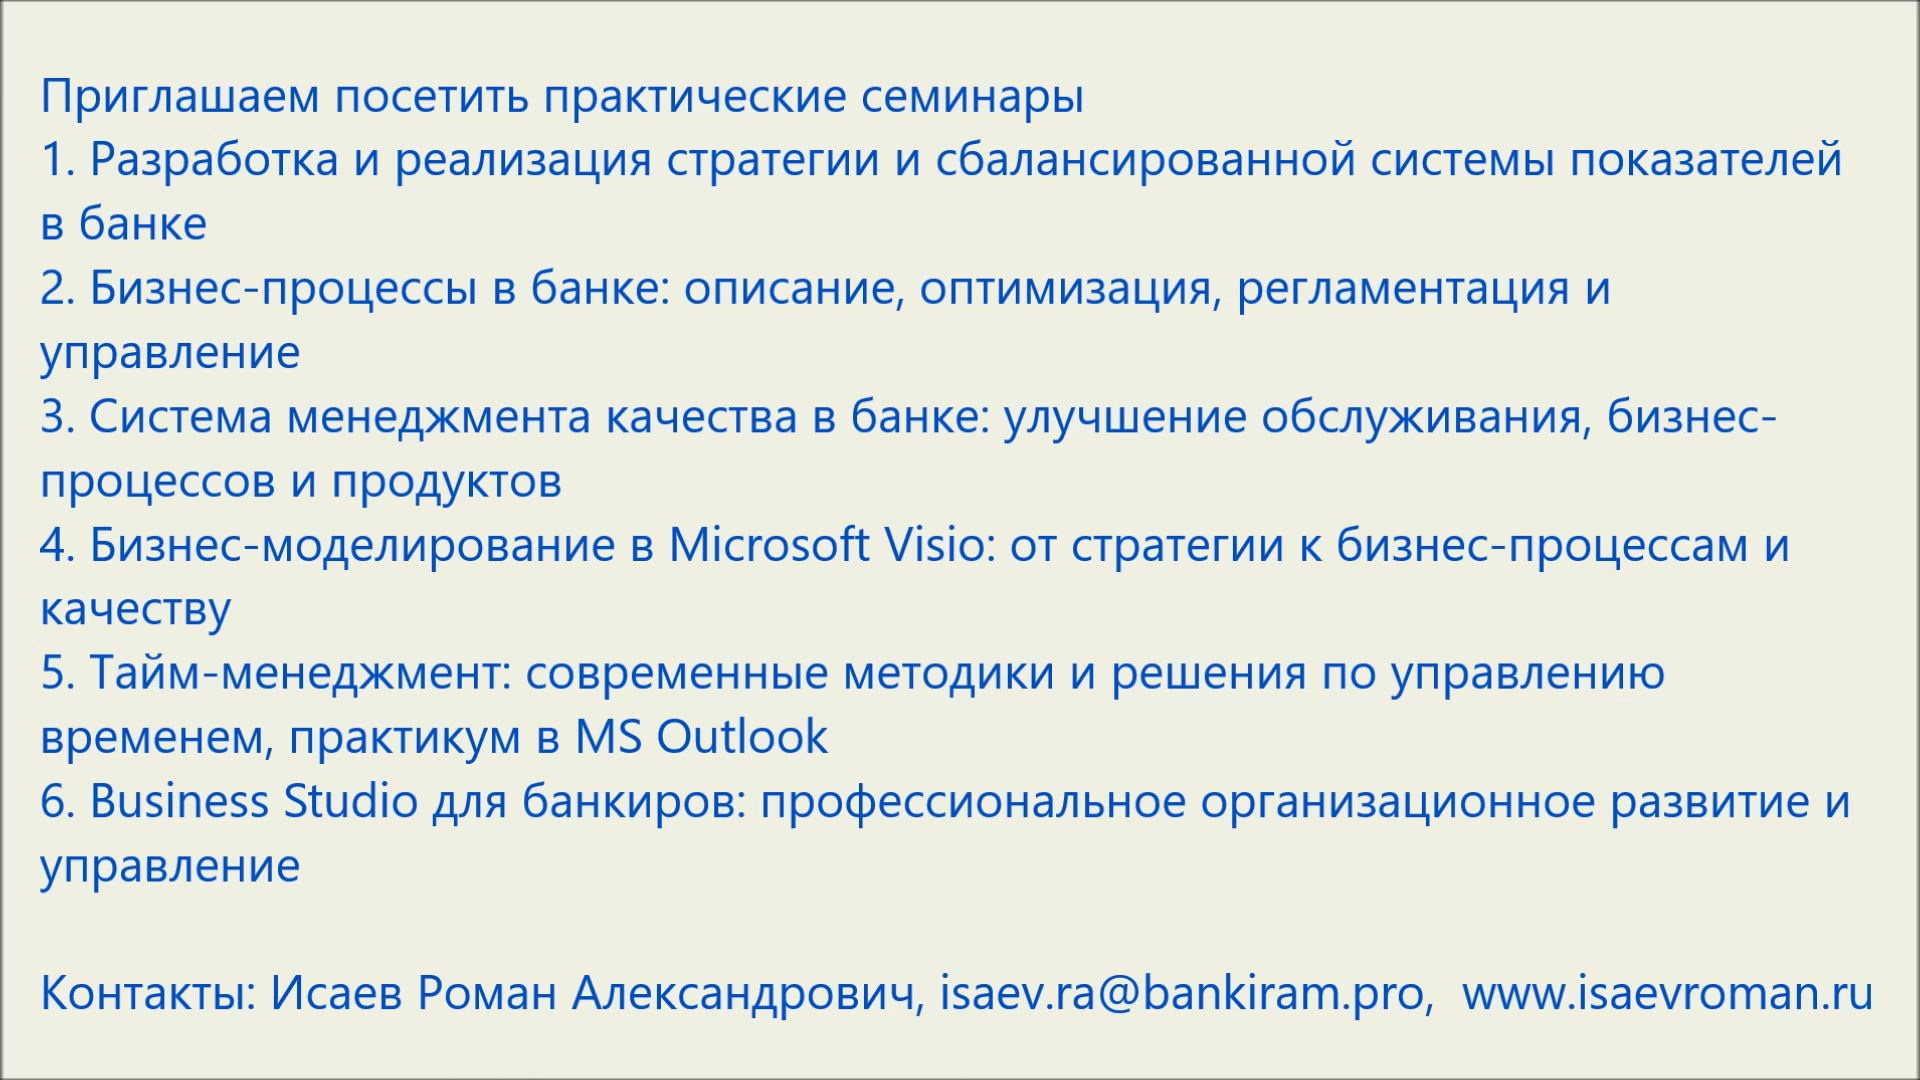 Приглашаем посетить практические семинары
1. Разработка и реализация стратегии и сбалансированной системы показателей
в банке
2. Бизнес-процессы в банке: описание, оптимизация, регламентация и
управление
3. Система менеджмента качества в банке: улучшение обслуживания, бизнес-
процессов и продуктов
4. Бизнес-моделирование в Microsoft Visio: от стратегии к бизнес-процессам и
качеству
5. Тайм-менеджмент: современные методики и решения по управлению
временем, практикум в MS Outlook
6. Business Studio для банкиров: профессиональное организационное развитие и
управление
Контакты: Исаев Роман Александрович, isaev.ra@bankiram.pro,  www.isaevroman.ru